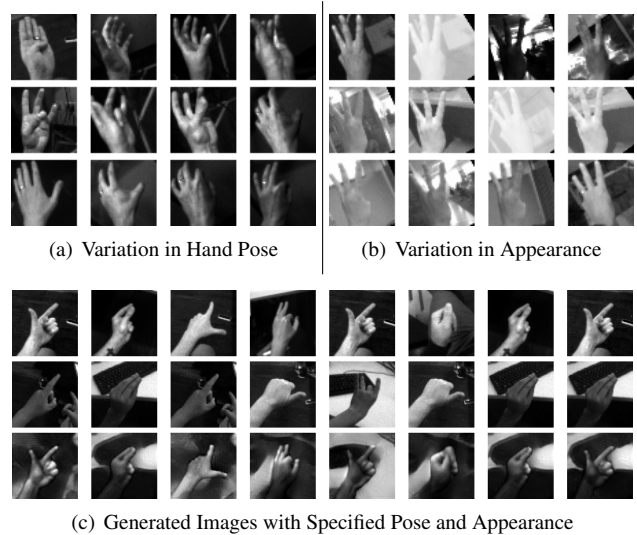 (a) Variation in Hand Pose
(b) Variation in Appearance
(c) Generated Images with Specified Pose and Appearance